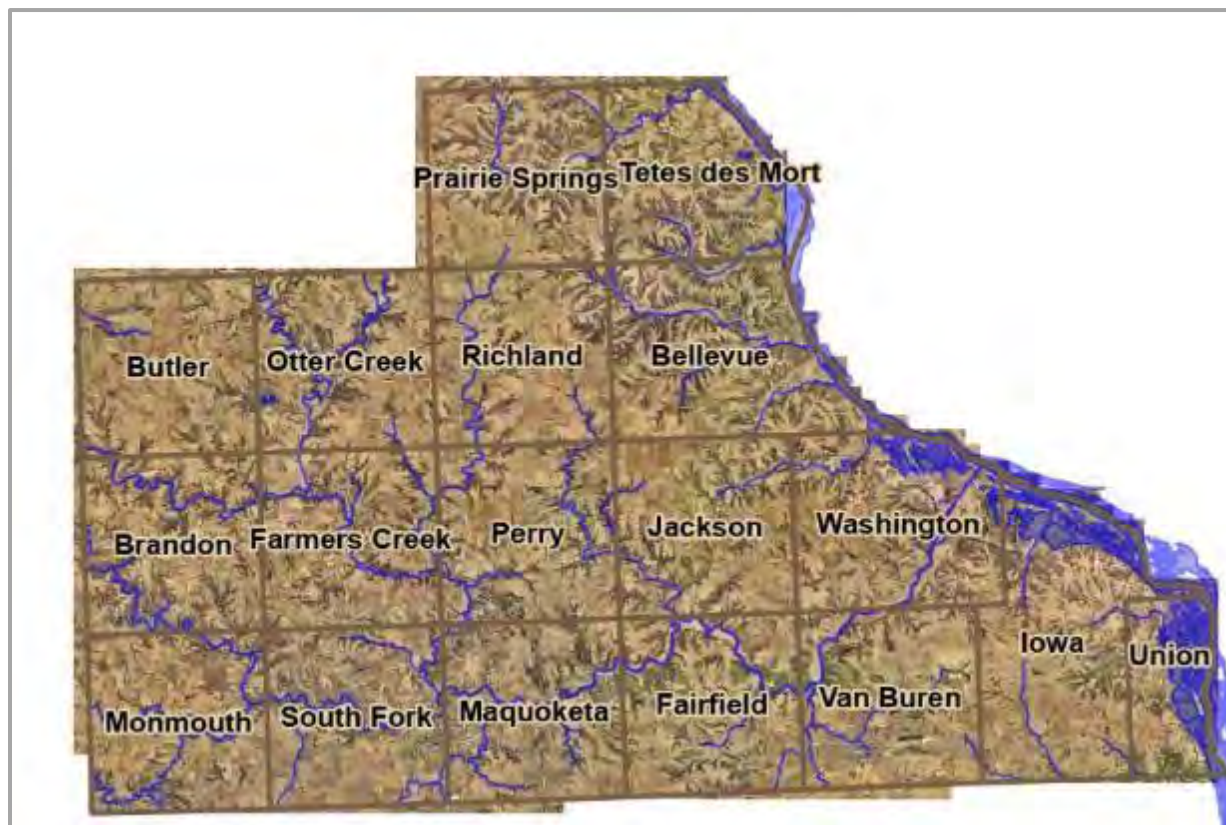 Prairie Springs
Tetes des Mort
Butler
Otter Creek
Richland
Bellevue
Brandon
Farmers Creek
Perry
Jackson
Washington
Monmouth
South Fork
Maquoketa
Fairfield
Van Buren
Iowa
Union